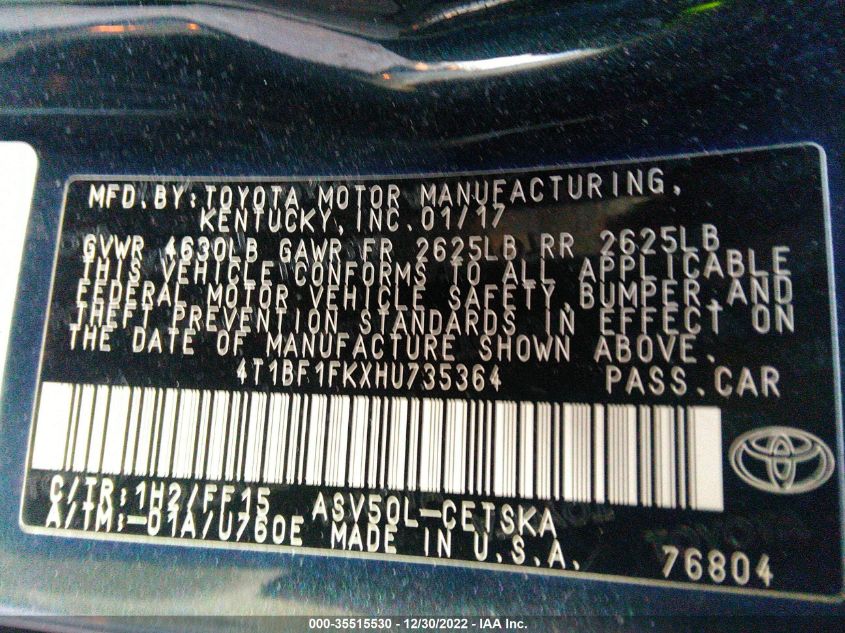 MFD.BY:TOYOTA MOTOR MANUFACTURING,
KENTUCKY, INC. 01/17
GVWR 4630LB GAWR FR 2625LB RR 2625LB
THIS VEHICLE CONFORMS TO ALL APPLICABLE
FEDERAL MOTOR VEHICLE SAFETY, BUMPER, AND
THEFT PREVENTION STANDARDS IN EFFECT ON
THE DATE OF MANUFACTURE SHOWN ABOVE.
4T1BF1FKXHU735364 PASS.CAR
C/TR:1H2/FF15 ASV50L-CETSKA
A/TM:-01A/U760E MADE IN U.S.A.
76804
000-35515530 - 12/30/2022 - IAA Inc.